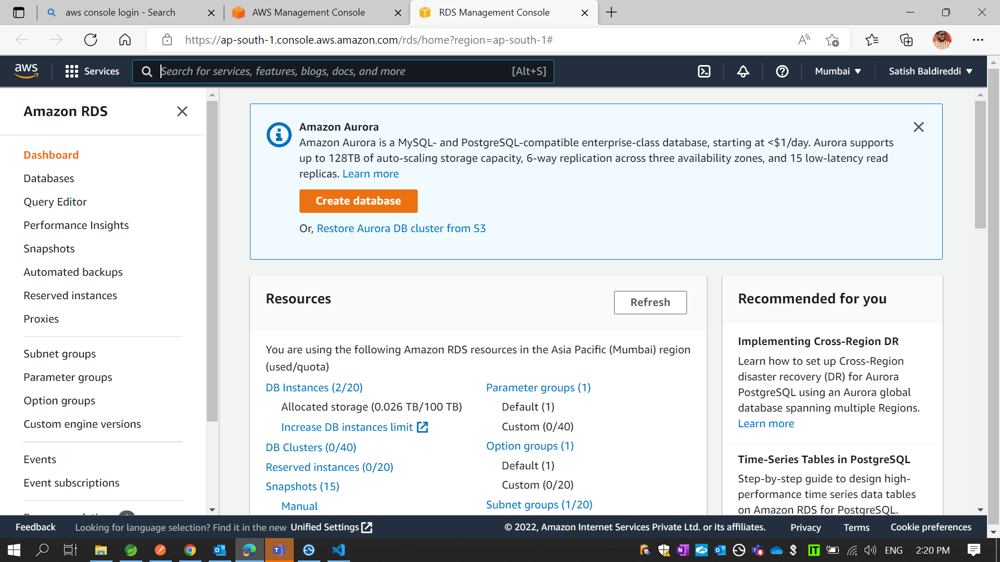 aws console login - Search
AWS Management Console
RDS Management Console
https://ap-south-1.console.aws.amazon.com/rds/home?region=ap-south-1#
aws
Services
Search for services, features, blogs, docs, and more
[Alt+S]
Mumbai
Satish Baldireddi
Amazon RDS
Dashboard
Databases
Query Editor
Performance Insights
Snapshots
Automated backups
Reserved instances
Proxies
Subnet groups
Parameter groups
Option groups
Custom engine versions
Events
Event subscriptions
Amazon Aurora
Amazon Aurora is a MySQL- and PostgreSQL-compatible enterprise-class database, starting at <$1/day. Aurora supports
up to 128TB of auto-scaling storage capacity, 6-way replication across three availability zones, and 15 low-latency read
replicas. Learn more
Create database
Or, Restore Aurora DB cluster from S3
Resources
Refresh
You are using the following Amazon RDS resources in the Asia Pacific (Mumbai) region
(used/quota)
DB Instances (2/20)
Allocated storage (0.026 TB/100 TB)
Increase DB instances limit
DB Clusters (0/40)
Reserved instances (0/20)
Snapshots (15)
Manual
Parameter groups (1)
Default (1)
Custom (0/40)
Option groups (1)
Default (1)
Custom (0/20)
Subnet groups (1/20)
Recommended for you
Implementing Cross-Region DR
Learn how to set up Cross-Region
disaster recovery (DR) for Aurora
PostgreSQL using an Aurora global
database spanning multiple Regions.
Learn more
Time-Series Tables in PostgreSQL
Step-by-step guide to design high-
performance time series data tables
on Amazon RDS for PostgreSQL.
Feedback
Looking for language selection? Find it in the new Unified Settings
© 2022, Amazon Internet Services Private Ltd. or its affiliates.
Privacy
Terms
Cookie preferences
ENG
2:20 PM